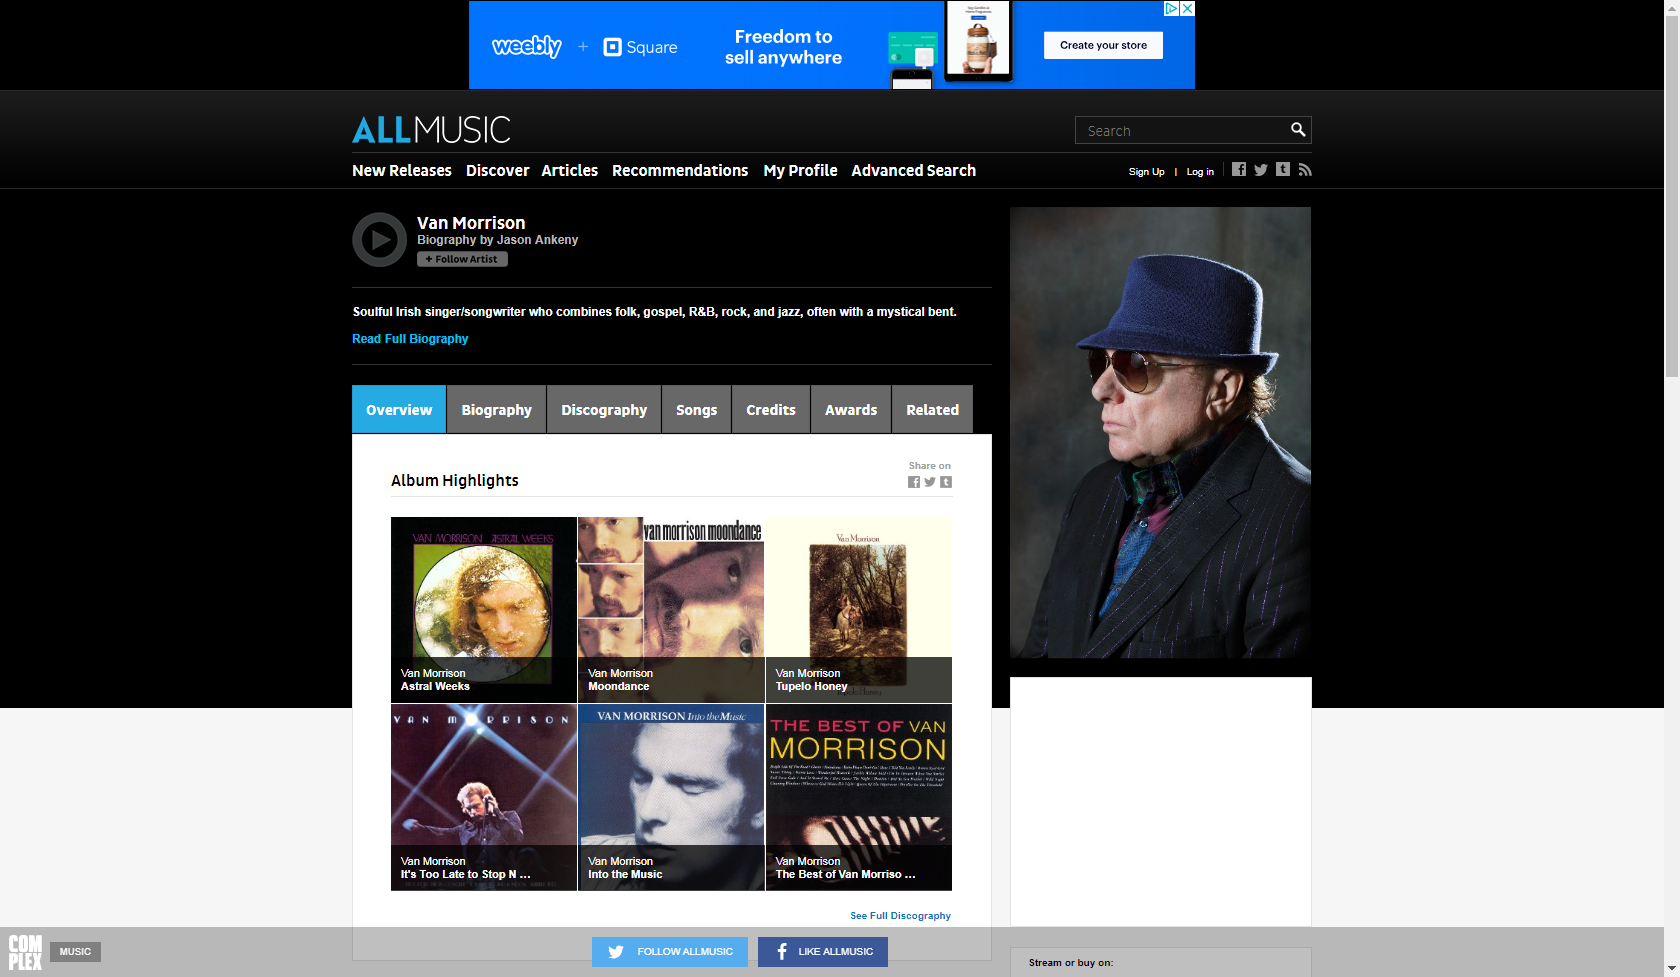 weebly + Square
Freedom to
sell anywhere
Create your store
ALLMUSIC
Search
New Releases Discover Articles Recommendations My Profile Advanced Search
Sign Up | Log in
Van Morrison
Biography by Jason Ankeny
+ Follow Artist
Soulful Irish singer/songwriter who combines folk, gospel, R&B, rock, and jazz, often with a mystical bent.
Read Full Biography
Overview Biography Discography Songs Credits Awards Related
Share on
Album Highlights
VAN MORRISON ASTRAL WEEKS
Van Morrison
Astral Weeks
van morrison moondance
Van Morrison
Moondance
Van Morrison
Van Morrison
Tupelo Honey
Tupelo Honey
VAN MORRISON
Van Morrison
It's Too Late to Stop N ...
VAN MORRISON Into the Music
Van Morrison
Into the Music
THE BEST OF VAN
MORRISON
Van Morrison
The Best of Van Morriso ...
See Full Discography
COM
PLEX
MUSIC
FOLLOW ALLMUSIC
LIKE ALLMUSIC
Stream or buy on: